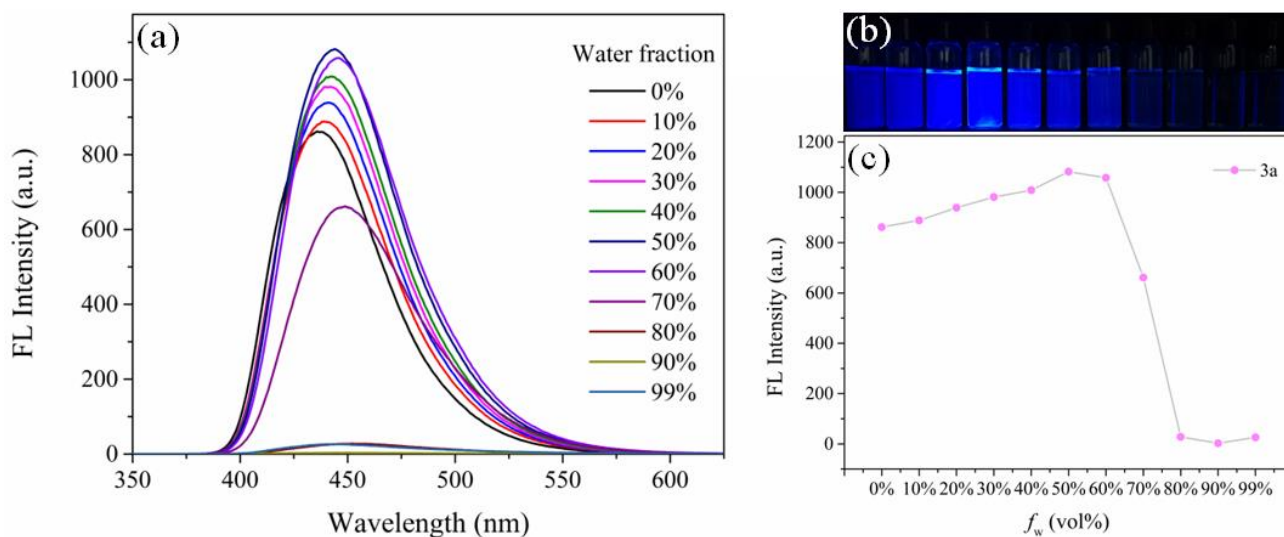 (a)
Water fraction
0%
10%
20%
30%
40%
50%
60%
70%
80%
90%
99%
FL Intensity (a.u.)
1000
800
600
400
200
0
350 400 450 500 550 600
Wavelength (nm)
(b)
(c)
3a
FL Intensity (a.u.)
1200
1000
800
600
400
200
0
0% 10% 20% 30% 40% 50% 60% 70% 80% 90% 99%
fw (vol%)